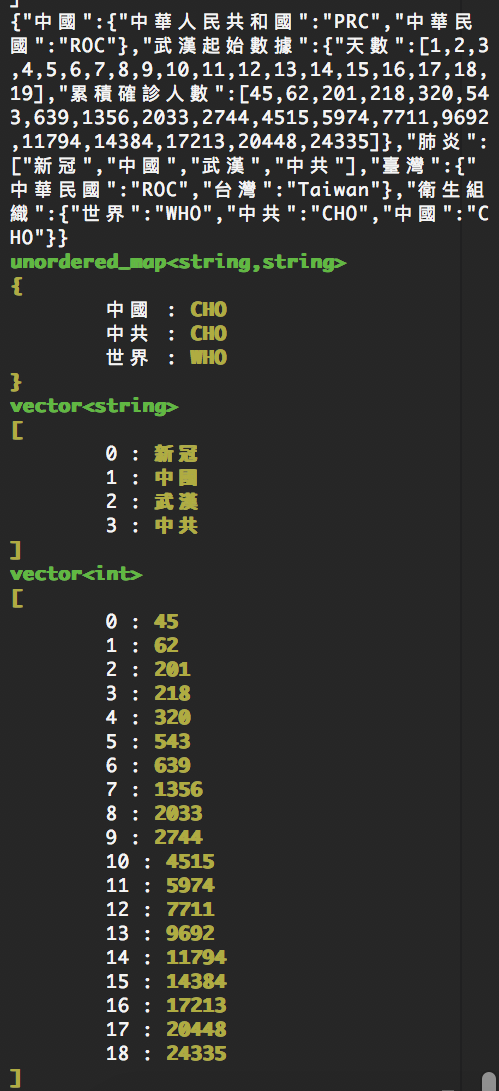 ]
{"中國":{"中華人民共和國":"PRC","中華民
國":"ROC"},"武漢起始數據":{"天數":[1,2,3
,4,5,6,7,8,9,10,11,12,13,14,15,16,17,18,
19],"累積確診人數":[45,62,201,218,320,54
3,639,1356,2033,2744,4515,5974,7711,9692
,11794,14384,17213,20448,24335]},"肺炎":
["新冠","中國","武漢","中共"],"臺灣":{"
中華民國":"ROC","台灣":"Taiwan"},"衛生組
織":{"世界":"WHO","中共":"CHO","中國":"C
HO"}}
unordered_map<string,string>
{
中國 : CHO
中共 : CHO
世界 : WHO
}
vector<string>
[
0 : 新冠
1 : 中國
2 : 武漢
3 : 中共
]
vector<int>
[
0 : 45
1 : 62
2 : 201
3 : 218
4 : 320
5 : 543
6 : 639
7 : 1356
8 : 2033
9 : 2744
10 : 4515
11 : 5974
12 : 7711
13 : 9692
14 : 11794
15 : 14384
16 : 17213
17 : 20448
18 : 24335
]